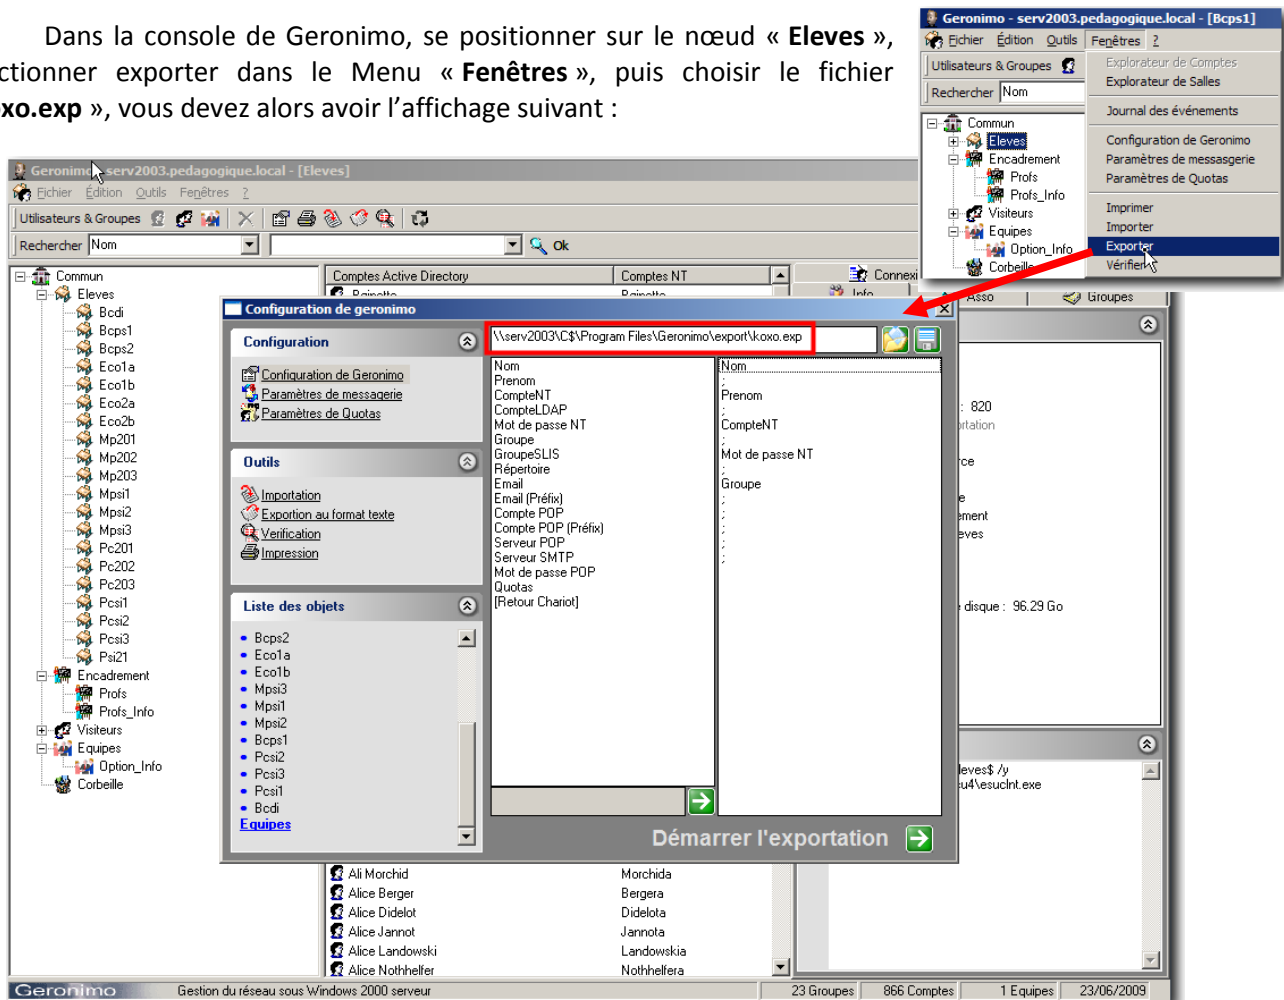 Dans la console de Geronimo, se positionner sur le nœud « Eleves »,
ctionner exporter dans le Menu « Fenêtres », puis choisir le fichier
oxo.exp », vous devez alors avoir l'affichage suivant :
Geronimo - serv2003.pedagogique.local - [Bcps1]
Fichier Édition Outils Fenêtres ?
Utilisateurs & Groupes
Rechercher Nom
Commun
Eleves
Encadrement
Profs
Profs_Info
Visiteurs
Equipes
Option_Info
Corbeille
Explorateur de Comptes
Explorateur de Salles
Journal des événements
Configuration de Geronimo
Paramètres de messasgerie
Paramètres de Quotas
Imprimer
Importer
Exporter
Vérifier
Geronimo - serv2003.pedagogique.local - [Eleves]
Fichier Édition Outils Fenêtres ?
Utilisateurs & Groupes
Rechercher Nom Ok
Commun
Eleves
Bcdi
Bcps1
Bcps2
Eco1a
Eco1b
Eco2a
Eco2b
Mp201
Mp202
Mp203
Mpsi1
Mpsi2
Mpsi3
Pc201
Pc202
Pc203
Pcsi1
Pcsi2
Pcsi3
Psi21
Encadrement
Profs
Profs_Info
Visiteurs
Equipes
Option_Info
Corbeille
Comptes Active Directory Comptes NT
Connexi
Info Asso Groupes
Configuration de geronimo
Configuration
Configuration de Geronimo
Paramètres de messagerie
Paramètres de Quotas
Outils
Importation
Exportion au format texte
Verification
Impression
Liste des objets
Bcps2
Eco1a
Eco1b
Mpsi3
Mpsi1
Mpsi2
Bcps1
Pcsi2
Pcsi3
Pcsi1
Bcdi
Equipes
\\serv2003\C$\Program Files\Geronimo\export\koxo.exp
Nom
Prenom
CompteNT
CompteLDAP
Mot de passe NT
Groupe
GroupeSLIS
Répertoire
Email
Email (Préfix)
Compte POP
Compte POP (Préfix)
Serveur POP
Serveur SMTP
Mot de passe POP
Quotas
[Retour Chariot]
Nom
;
Prenom
;
CompteNT
;
Mot de passe NT
;
Groupe
;
;
;
;
;
Démarrer l'exportation
: 820
ortation
rce
e
ement
eves
disque : 96.29 Go
leves$ /y
u4\esuclnt.exe
Ali Morchid Morchida
Alice Berger Bergera
Alice Didelot Didelota
Alice Jannot Jannota
Alice Landowski Landowskia
Alice Nothhelfer Nothhelfera
Geronimo Gestion du réseau sous Windows 2000 serveur 23 Groupes 866 Comptes 1 Equipes 23/06/2009